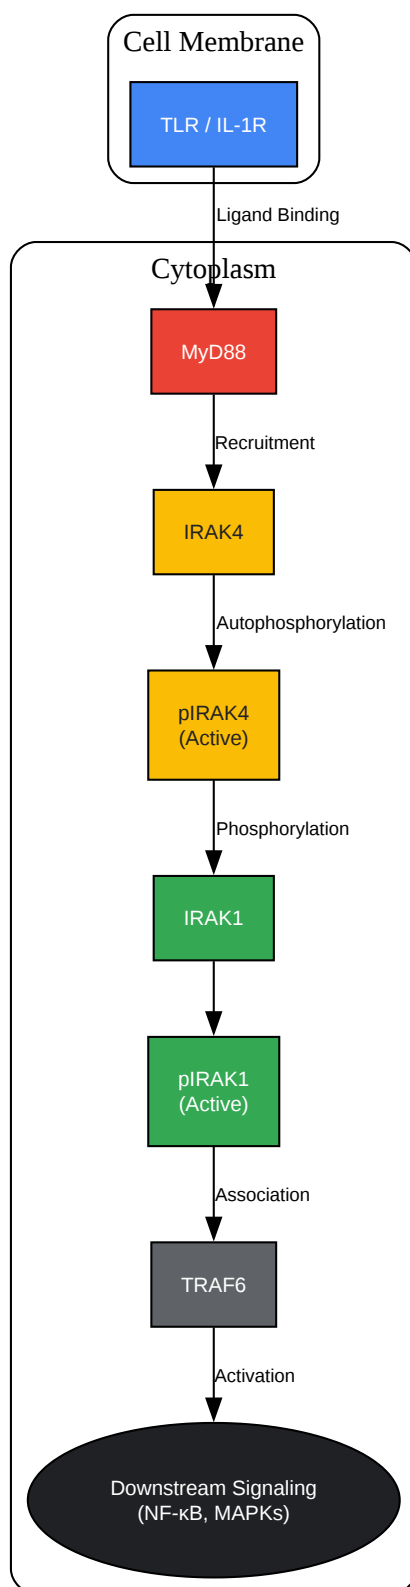 Cell Membrane
TLR / IL-1R
Ligand Binding
Cytoplasm
MyD88
Recruitment
IRAK4
Autophosphorylation
pIRAK4
(Active)
Phosphorylation
IRAK1
pIRAK1
(Active)
Association
TRAF6
Activation
Downstream Signaling
(NF-κB, MAPKs)